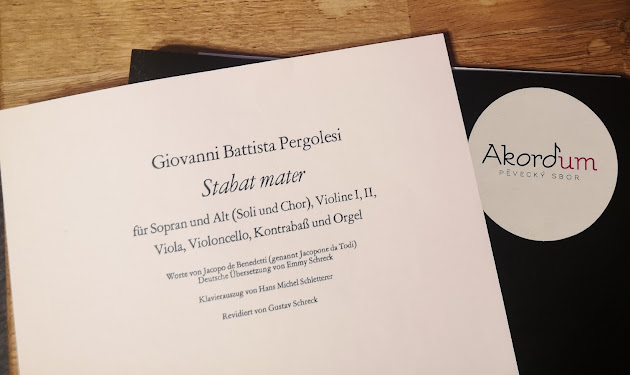 Giovanni Battista Pergolesi
Stabat mater
für Sopran und Alt (Soli und Chor), Violine I, II,
Viola, Violoncello, Kontrabaß und Orgel
Worte von Jacopo de Benedetti (genannt Jacopone da Todi)
Deutsche Übersetzung von Emmy Schreck
Klavierauszug von Hans Michel Schletterer
Revidiert von Gustav Schreck
Akordum
PĚVECKÝ SBOR